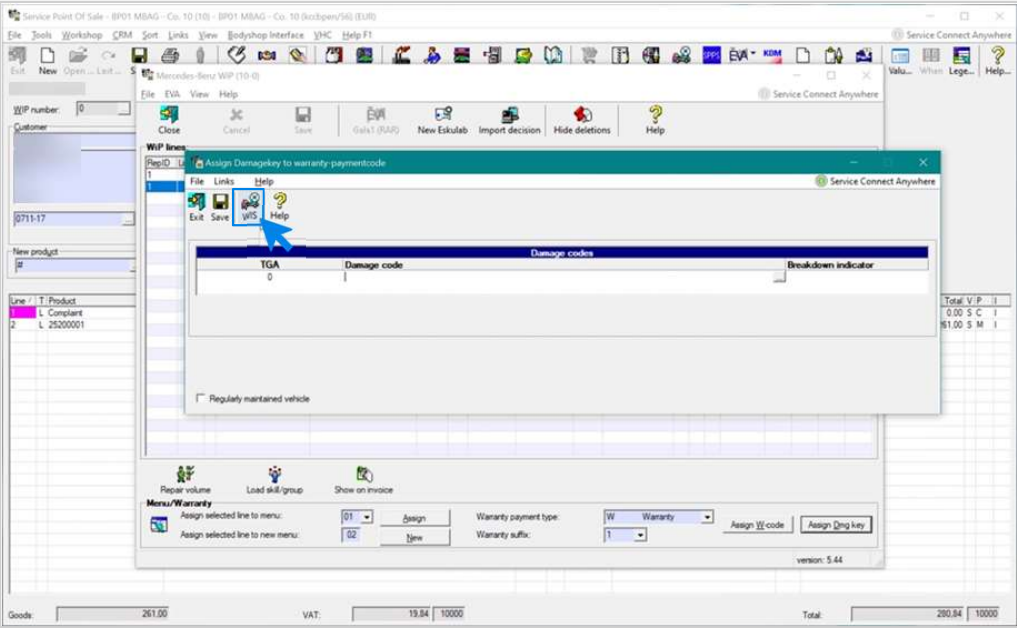 Service Point Of Sale - BP01 MBAG - Co. 10 (10) - BP01 MBAG - Co. 10 (kccbpen/56) (EUR)
File Tools Workshop CRM Sort Links View Bodyshop Interface VHC Help F1
Service Connect Anywhere
Exit New Open... Last... S
Valu... When Lege... Help...
SPPS EVA KDM
Mercedes-Benz WiP (10-0)
File EVA View Help
Service Connect Anywhere
Close Cancel Save Gala1 (RAR) New Eskulab Import decision Hide deletions Help
WIP number: 0
Customer
0711-17
New product
#
WiP lines
RepID Li
1
1
Assign Damagekey to warranty-paymentcode
File Links Help
Service Connect Anywhere
Exit Save WIS Help
Damage codes
TGA Damage code Breakdown indicator
0
...
Regularly maintained vehicle
Line / T Product
1 L Complaint
2 L 25200001
Total V P I
0.00 S C I
261.00 S M I
Repair volume Load skill/group Show on invoice
Menu/Warranty
Assign selected line to menu: 01 Assign Warranty payment type: W Warranty
Assign selected line to new menu: 02 New Warranty suffix: 1
Assign W-code Assign Dmg key
version: 5.44
Goods: 261.00 VAT: 19.84 10000 Total: 280.84 10000